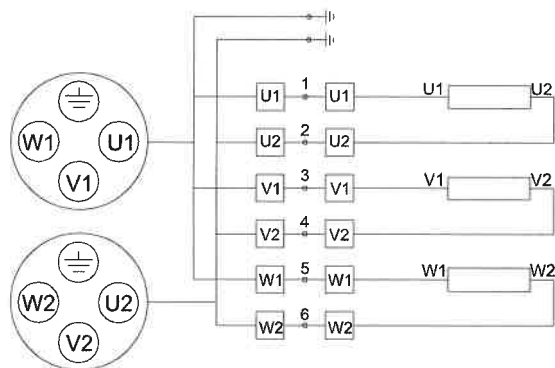 1
U1 U1 U1 U2
W1 U1
2
U2 U2
V1
3
V1 V1 V1 V2
4
V2 V2
5
W1 W1 W1 W2
W2 U2
6
W2 W2
V2